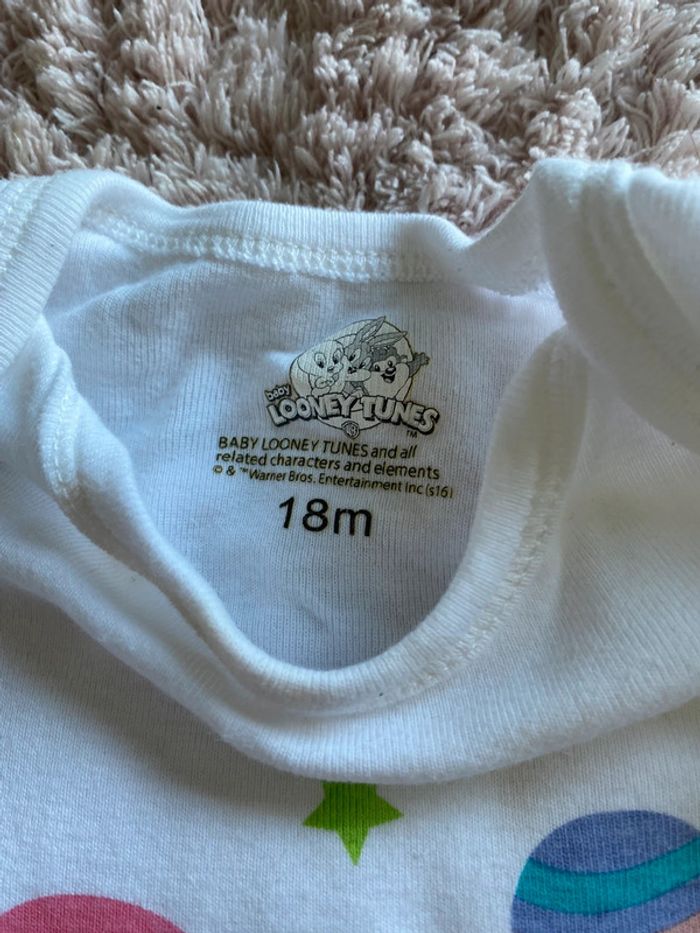 baby
LOONEY TUNES
TM
BABY LOONEY TUNES and all
related characters and elements
© & ™ Warner Bros. Entertainment Inc (s16)
18m